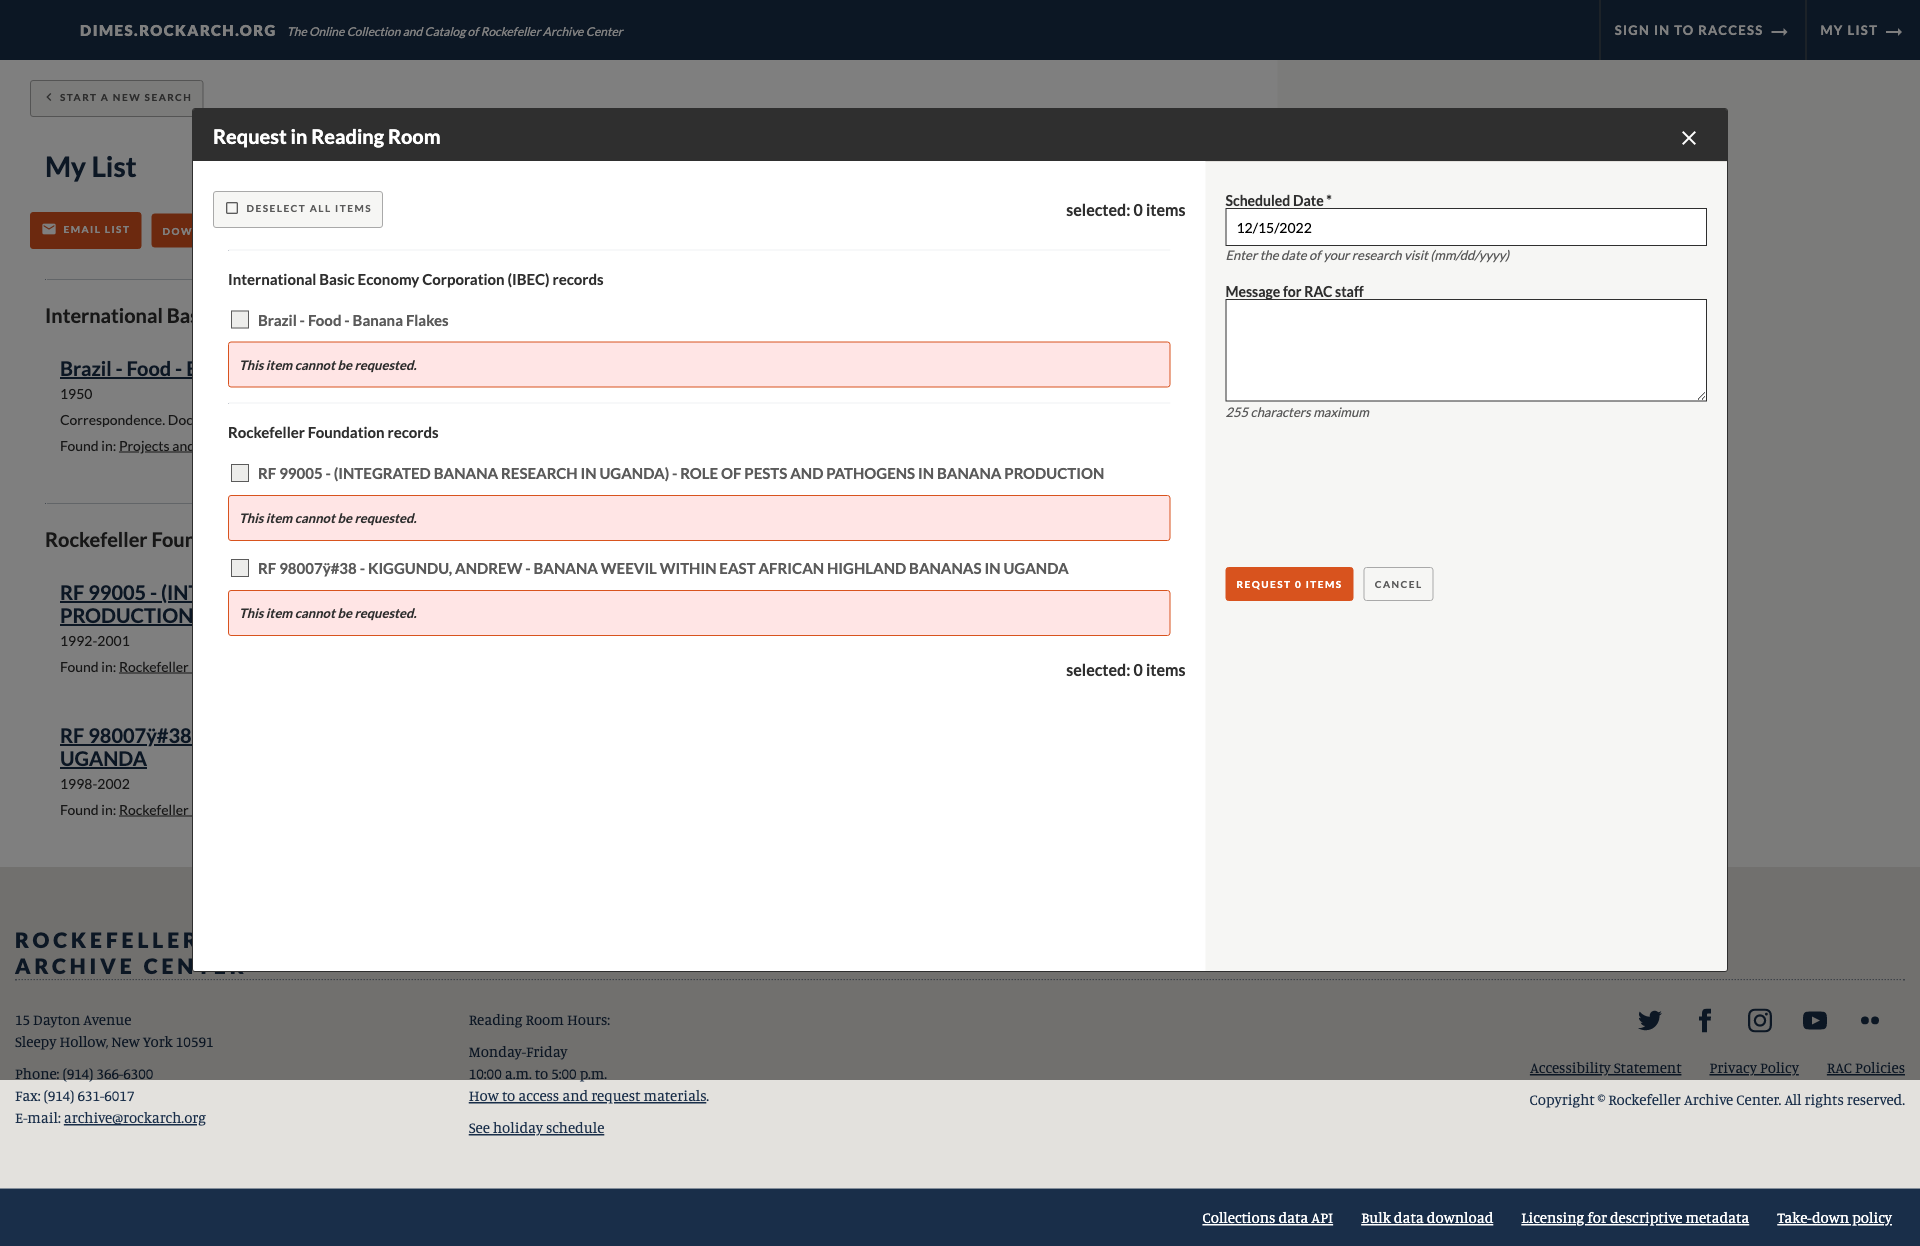 DIMES.ROCKARCH.ORG The Online Collection and Catalog of Rockefeller Archive Center
SIGN IN TO RACCESS → MY LIST →
START A NEW SEARCH
My List
EMAIL LIST
International
Brazil - Food -
1950
Correspondence.
Found in: Projects
Rockefeller
RF 99005 -
PRODUCTION
1992-2001
Found in: Rockefeller
RF 98007ÿ#38
UGANDA
1998-2002
Found in: Rockefeller
Request in Reading Room
DESELECT ALL ITEMS
selected: 0 items
International Basic Economy Corporation (IBEC) records
Brazil - Food - Banana Flakes
This item cannot be requested.
Rockefeller Foundation records
RF 99005 - (INTEGRATED BANANA RESEARCH IN UGANDA) - ROLE OF PESTS AND PATHOGENS IN BANANA PRODUCTION
This item cannot be requested.
RF 98007ÿ#38 - KIGGUNDU, ANDREW - BANANA WEEVIL WITHIN EAST AFRICAN HIGHLAND BANANAS IN UGANDA
This item cannot be requested.
selected: 0 items
Scheduled Date *
12/15/2022
Enter the date of your research visit (mm/dd/yyyy)
Message for RAC staff
255 characters maximum
REQUEST 0 ITEMS
CANCEL
ROCKEFELLER
ARCHIVE CENTER
15 Dayton Avenue
Sleepy Hollow, New York 10591
Phone: (914) 366-6300
Fax: (914) 631-6017
E-mail: archive@rockarch.org
Reading Room Hours:
Monday-Friday
10:00 a.m. to 5:00 p.m.
How to access and request materials.
See holiday schedule
Accessibility Statement Privacy Policy RAC Policies
Copyright © Rockefeller Archive Center. All rights reserved.
Collections data API Bulk data download Licensing for descriptive metadata Take-down policy